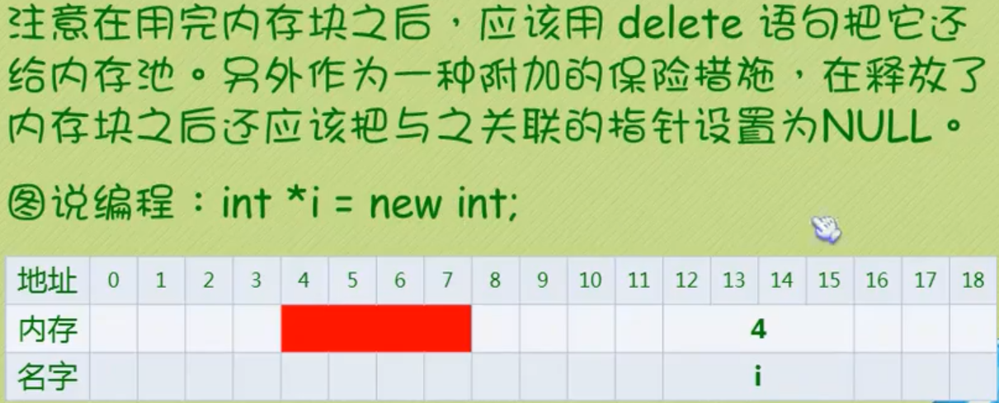 注意在用完内存块之后，应该用 delete 语句把它还
给内存池。另外作为一种附加的保险措施，在释放了
内存块之后还应该把与之关联的指针设置为NULL。
图说编程：int *i = new int;
地址 0 1 2 3 4 5 6 7 8 9 10 11 12 13 14 15 16 17 18
内存 4
名字 i